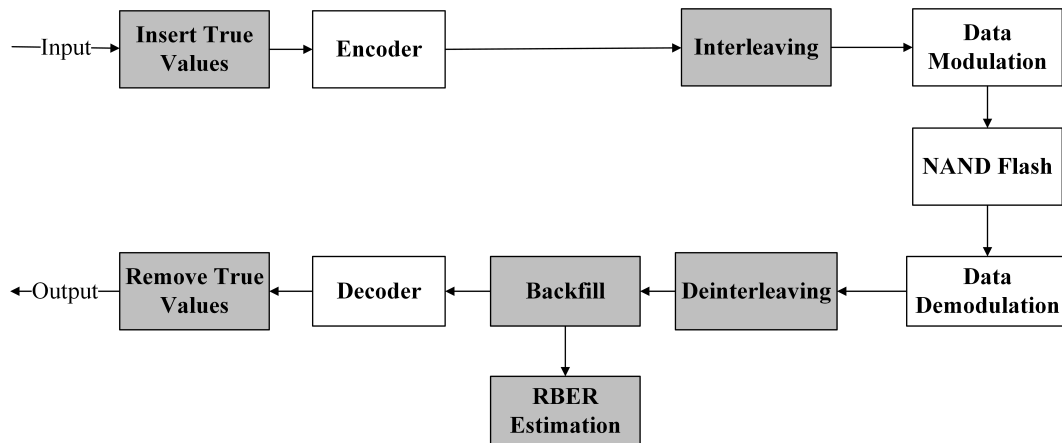 Input
Insert True
Values
Encoder
Interleaving
Data
Modulation
NAND Flash
Data
Demodulation
Deinterleaving
Backfill
Decoder
Remove True
Values
Output
RBER
Estimation